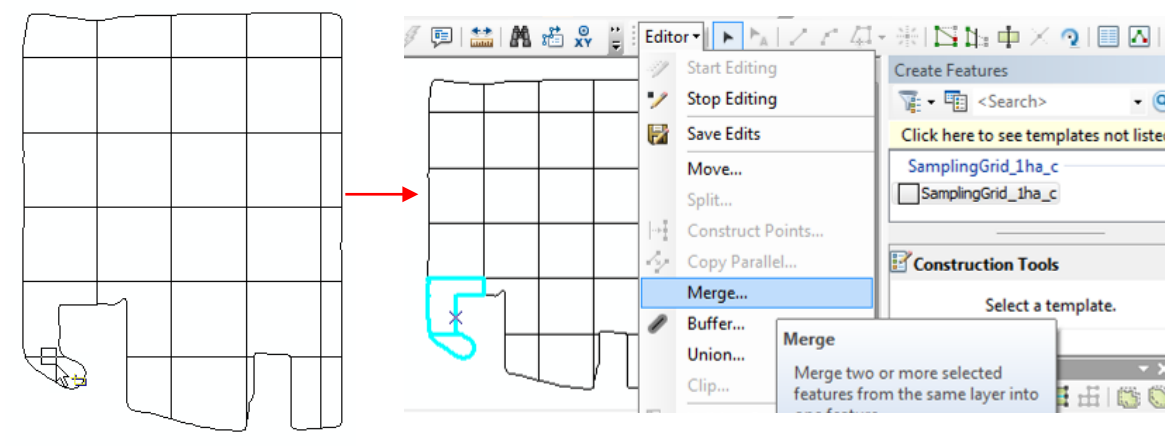 XY
Editor
Start Editing
Stop Editing
Save Edits
Move...
Split...
Construct Points...
Copy Parallel...
Merge...
Buffer...
Union...
Clip...
Create Features
<Search>
Click here to see templates not liste
SamplingGrid_1ha_c
SamplingGrid_1ha_c
Construction Tools
Select a template.
Merge
Merge two or more selected
features from the same layer into